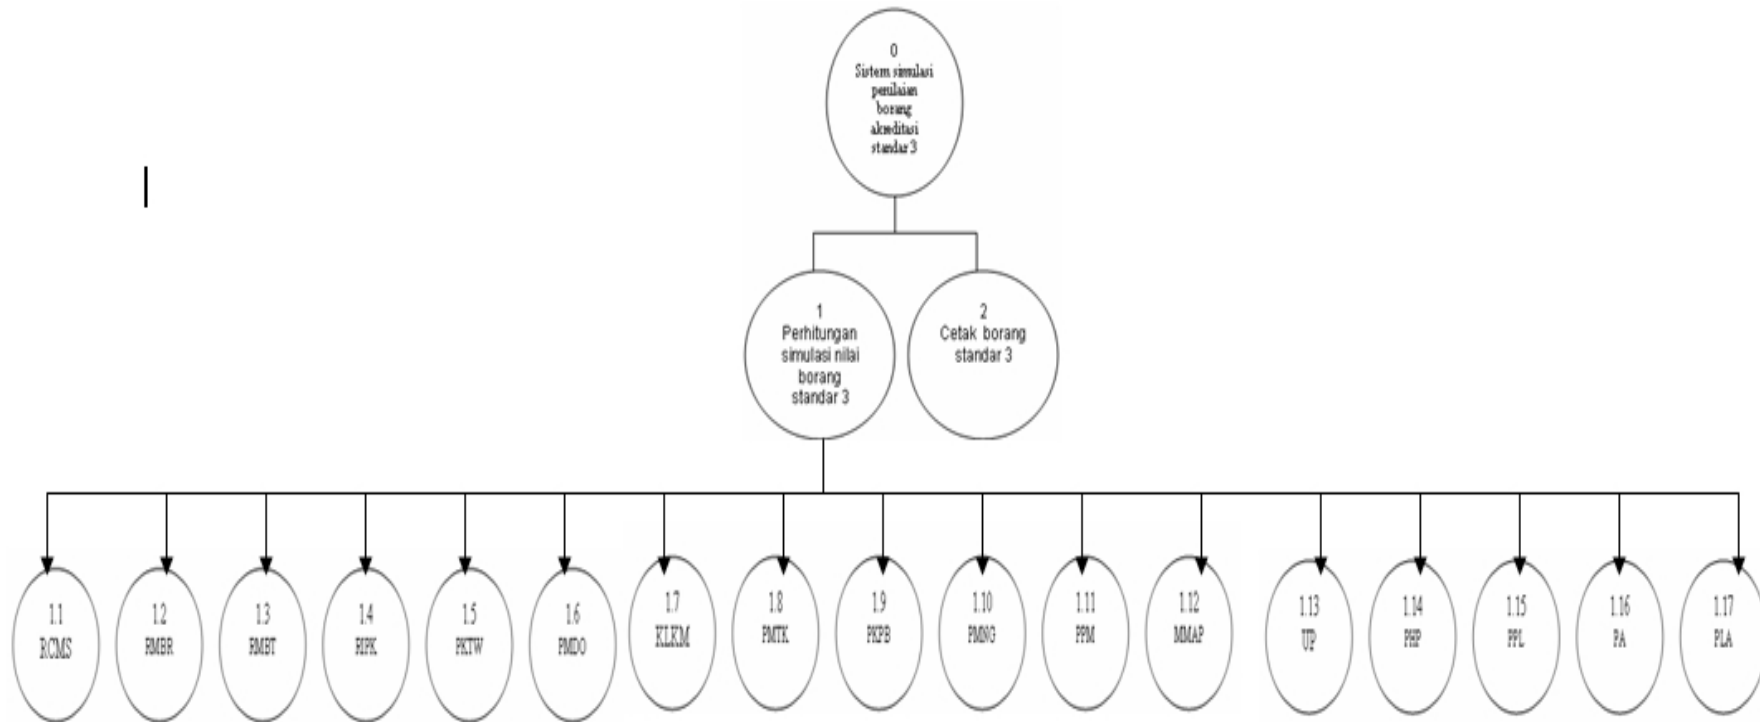 0
Sistem simulasi
penilaian
borang
akreditasi
standar 3
1
Perhitungan
simulasi nilai
borang
standar 3
2
Cetak borang
standar 3
1.1
RCMS
1.2
RMBR
1.3
RMBT
1.4
RIPK
1.5
PKTW
1.6
PMDO
1.7
KLKM
1.8
PMTK
1.9
PKPB
1.10
PMNG
1.11
PPM
1.12
MMAP
1.13
UP
1.14
PHP
1.15
PPL
1.16
PA
1.17
PLA